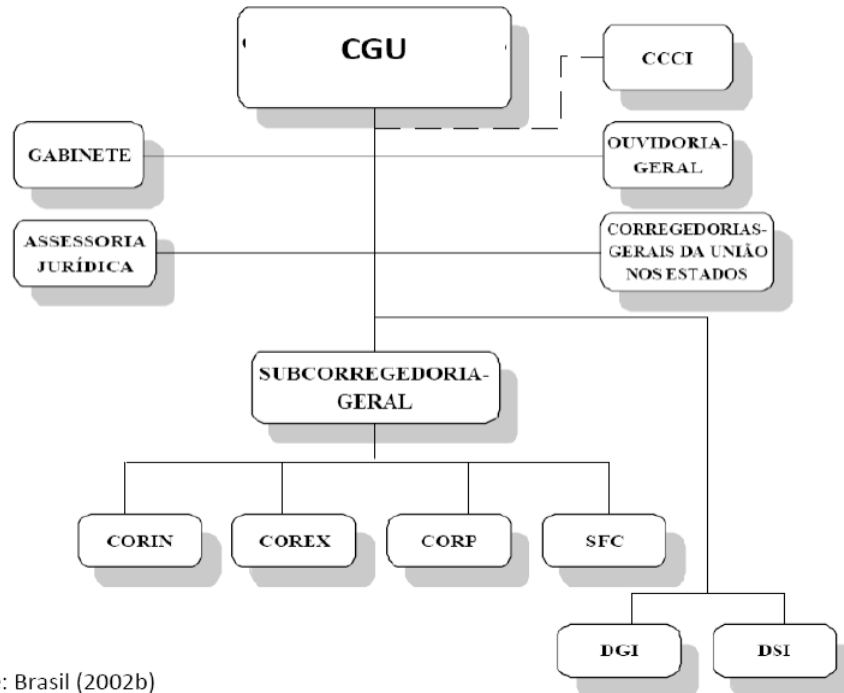 CGU
CCCI
GABINETE
OUVIDORIA-
GERAL
ASSESSORIA
JURÍDICA
CORREGEDORIAS-
GERAIS DA UNIÃO
NOS ESTADOS
SUBCORREGEDORIA-
GERAL
CORIN
COREX
CORP
SFC
DGI
DSI
: Brasil (2002b)